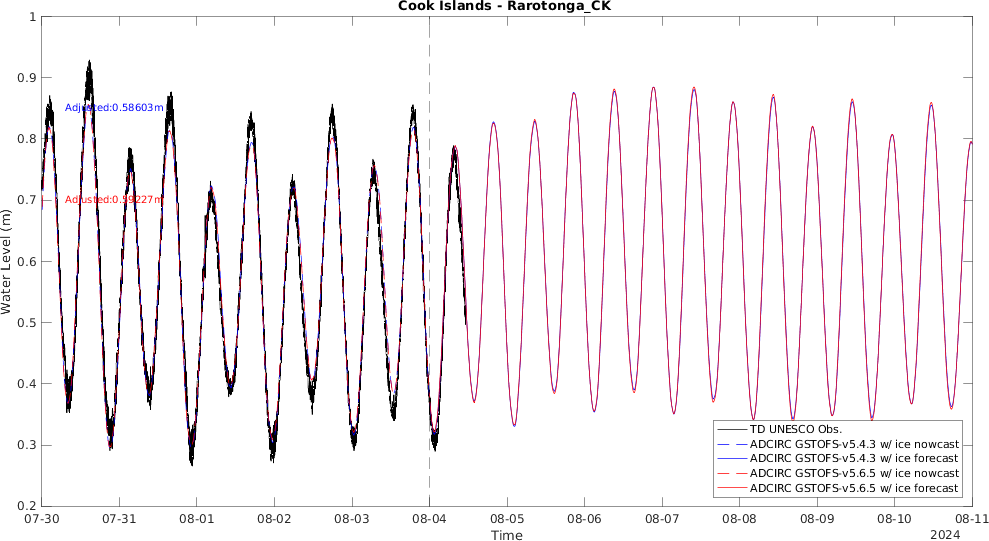 Cook Islands - Rarotonga_CK
1
0.9
0.8
0.7
0.6
0.5
0.4
0.3
0.2
Water Level (m)
Adjusted:0.58603m
Adjusted:0.59227m
TD UNESCO Obs.
ADCIRC GSTOFS-v5.4.3 w/ ice nowcast
ADCIRC GSTOFS-v5.4.3 w/ ice forecast
ADCIRC GSTOFS-v5.6.5 w/ ice nowcast
ADCIRC GSTOFS-v5.6.5 w/ ice forecast
07-30 07-31 08-01 08-02 08-03 08-04 08-05 08-06 08-07 08-08 08-09 08-10 08-11
Time
2024